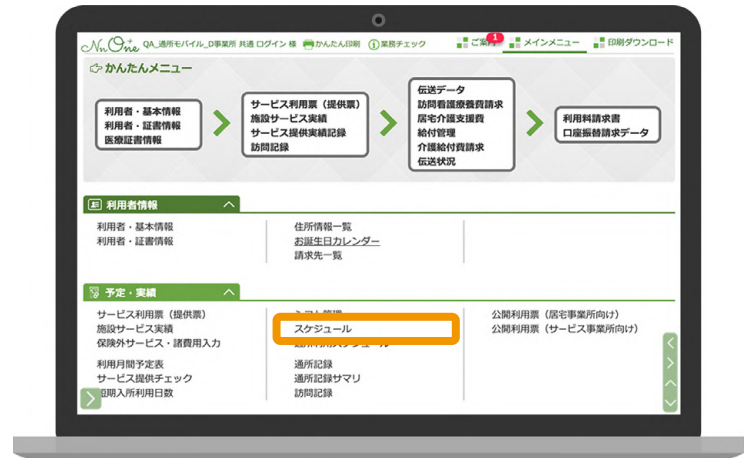 NnOne QA_通所モバイル_D事業所 共通 ログイン 様 かんたん印刷 業務チェック ご案内 1 メインメニュー 印刷ダウンロード
かんたんメニュー
利用者・基本情報
利用者・証書情報
医療証書情報
サービス利用票（提供票）
施設サービス実績
サービス提供実績記録
訪問記録
伝送データ
訪問看護療養費請求
居宅介護支援費
給付管理
介護給付費請求
伝送状況
利用料請求書
口座振替請求データ
利用者情報
利用者・基本情報
利用者・証書情報
住所情報一覧
お誕生日カレンダー
請求先一覧
予定・実績
サービス利用票（提供票）
施設サービス実績
保険外サービス・諸費用入力
利用月間予定表
サービス提供チェック
短期入所利用日数
スケジュール
通所記録
通所記録サマリ
訪問記録
公開利用票（居宅事業所向け）
公開利用票（サービス事業所向け）